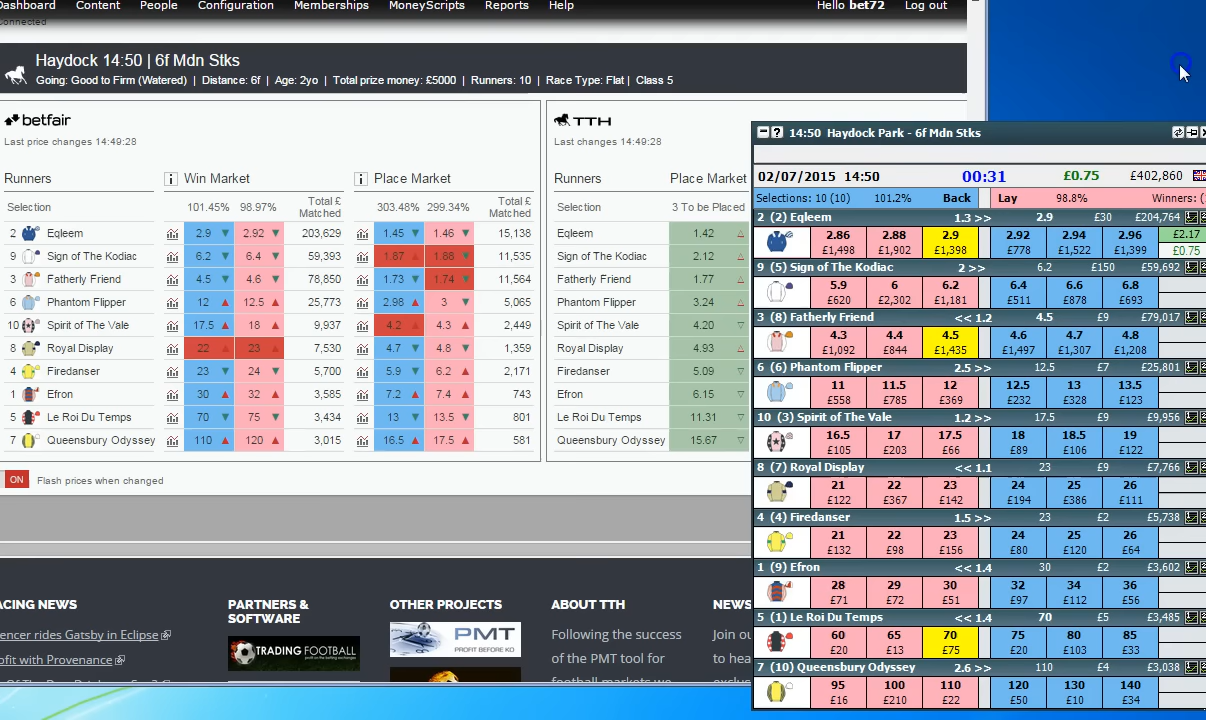 Dashboard Content People Configuration Memberships MoneyScripts Reports Help Hello bet72 Log out
Connected
Haydock 14:50 | 6f Mdn Stks
Going: Good to Firm (Watered) | Distance: 6f | Age: 2yo | Total prize money: £5000 | Runners: 10 | Race Type: Flat | Class 5
betfair
Last price changes 14:49:28
Runners Win Market Place Market
Selection 101.45% 98.97% Total £ Matched 303.48% 299.34% Total £ Matched
2 Eqleem 2.9 2.92 203,629 1.45 1.46 15,138
9 Sign of The Kodiac 6.2 6.4 59,393 1.87 1.88 11,535
3 Fatherly Friend 4.5 4.6 78,850 1.73 1.74 11,564
6 Phantom Flipper 12 12.5 25,773 2.98 3 5,065
10 Spirit of The Vale 17.5 18 9,937 4.2 4.3 2,449
8 Royal Display 22 23 7,530 4.7 4.8 1,359
4 Firedanser 23 24 5,700 5.9 6.2 2,171
1 Efron 30 32 3,585 7.2 7.4 743
5 Le Roi Du Temps 70 75 3,434 13 13.5 801
7 Queensbury Odyssey 110 120 3,015 16.5 17.5 581
ON Flash prices when changed
TTH
Last changes 14:49:28
Runners Place Market
Selection 3 To be Placed
Eqleem 1.42
Sign of The Kodiac 2.12
Fatherly Friend 1.77
Phantom Flipper 3.24
Spirit of The Vale 4.20
Royal Display 4.93
Firedanser 5.09
Efron 6.15
Le Roi Du Temps 11.31
Queensbury Odyssey 15.67
14:50 Haydock Park - 6f Mdn Stks
02/07/2015 14:50 00:31 £0.75 £402,860
Selections: 10 (10) 101.2% Back Lay 98.8% Winners: (
2 (2) Eqleem 1.3 >> 2.9 £30 £204,764
2.86 2.88 2.9 2.92 2.94 2.96 £2.17
£1,498 £1,902 £1,398 £778 £1,522 £1,399 £0.75
9 (5) Sign of The Kodiac 2 >> 6.2 £150 £59,692
5.9 6 6.2 6.4 6.6 6.8
£620 £2,302 £1,181 £511 £878 £693
3 (8) Fatherly Friend << 1.2 4.5 £9 £79,017
4.3 4.4 4.5 4.6 4.7 4.8
£1,092 £844 £1,435 £1,497 £1,307 £1,208
6 (6) Phantom Flipper 2.5 >> 12.5 £7 £25,801
11 11.5 12 12.5 13 13.5
£558 £785 £369 £232 £328 £123
10 (3) Spirit of The Vale 1.2 >> 17.5 £9 £9,956
16.5 17 17.5 18 18.5 19
£105 £203 £66 £89 £106 £122
8 (7) Royal Display << 1.1 23 £9 £7,766
21 22 23 24 25 26
£122 £367 £142 £194 £386 £111
4 (4) Firedanser 1.5 >> 23 £2 £5,738
21 22 23 24 25 26
£132 £98 £156 £80 £120 £64
1 (9) Efron << 1.4 30 £2 £3,602
28 29 30 32 34 36
£71 £72 £51 £97 £112 £56
5 (1) Le Roi Du Temps << 1.4 70 £5 £3,485
60 65 70 75 80 85
£20 £13 £75 £20 £103 £33
7 (10) Queensbury Odyssey 2.6 >> 110 £4 £3,038
95 100 110 120 130 140
£16 £210 £22 £50 £10 £34
ACING NEWS
encer rides Gatsby in Eclipse
ofit with Provenance
PARTNERS & SOFTWARE
TRADING FOOTBALL
OTHER PROJECTS
PMT
PROFIT BEFORE KO
ABOUT TTH
Following the success
of the PMT tool for
football markets we
NEWS
Join ou
to hea